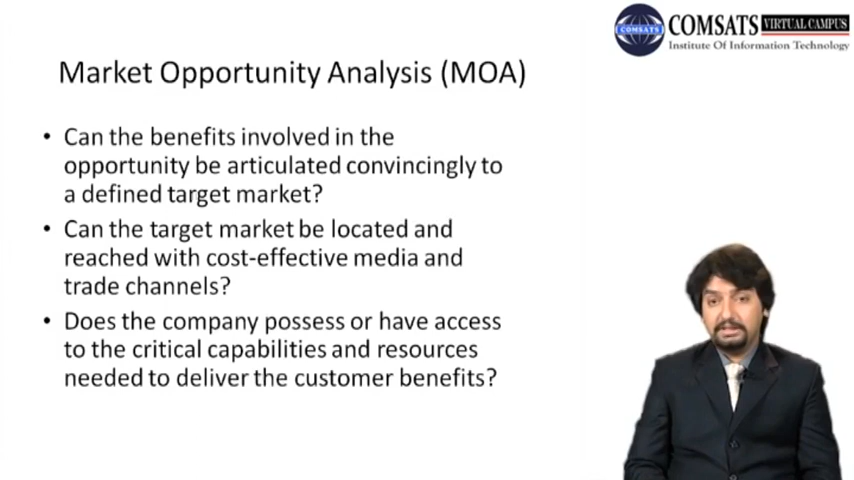 COMSATS
COMSATS VIRTUAL CAMPUS
Institute Of Information Technology
Market Opportunity Analysis (MOA)
• Can the benefits involved in the
opportunity be articulated convincingly to
a defined target market?
• Can the target market be located and
reached with cost-effective media and
trade channels?
• Does the company possess or have access
to the critical capabilities and resources
needed to deliver the customer benefits?